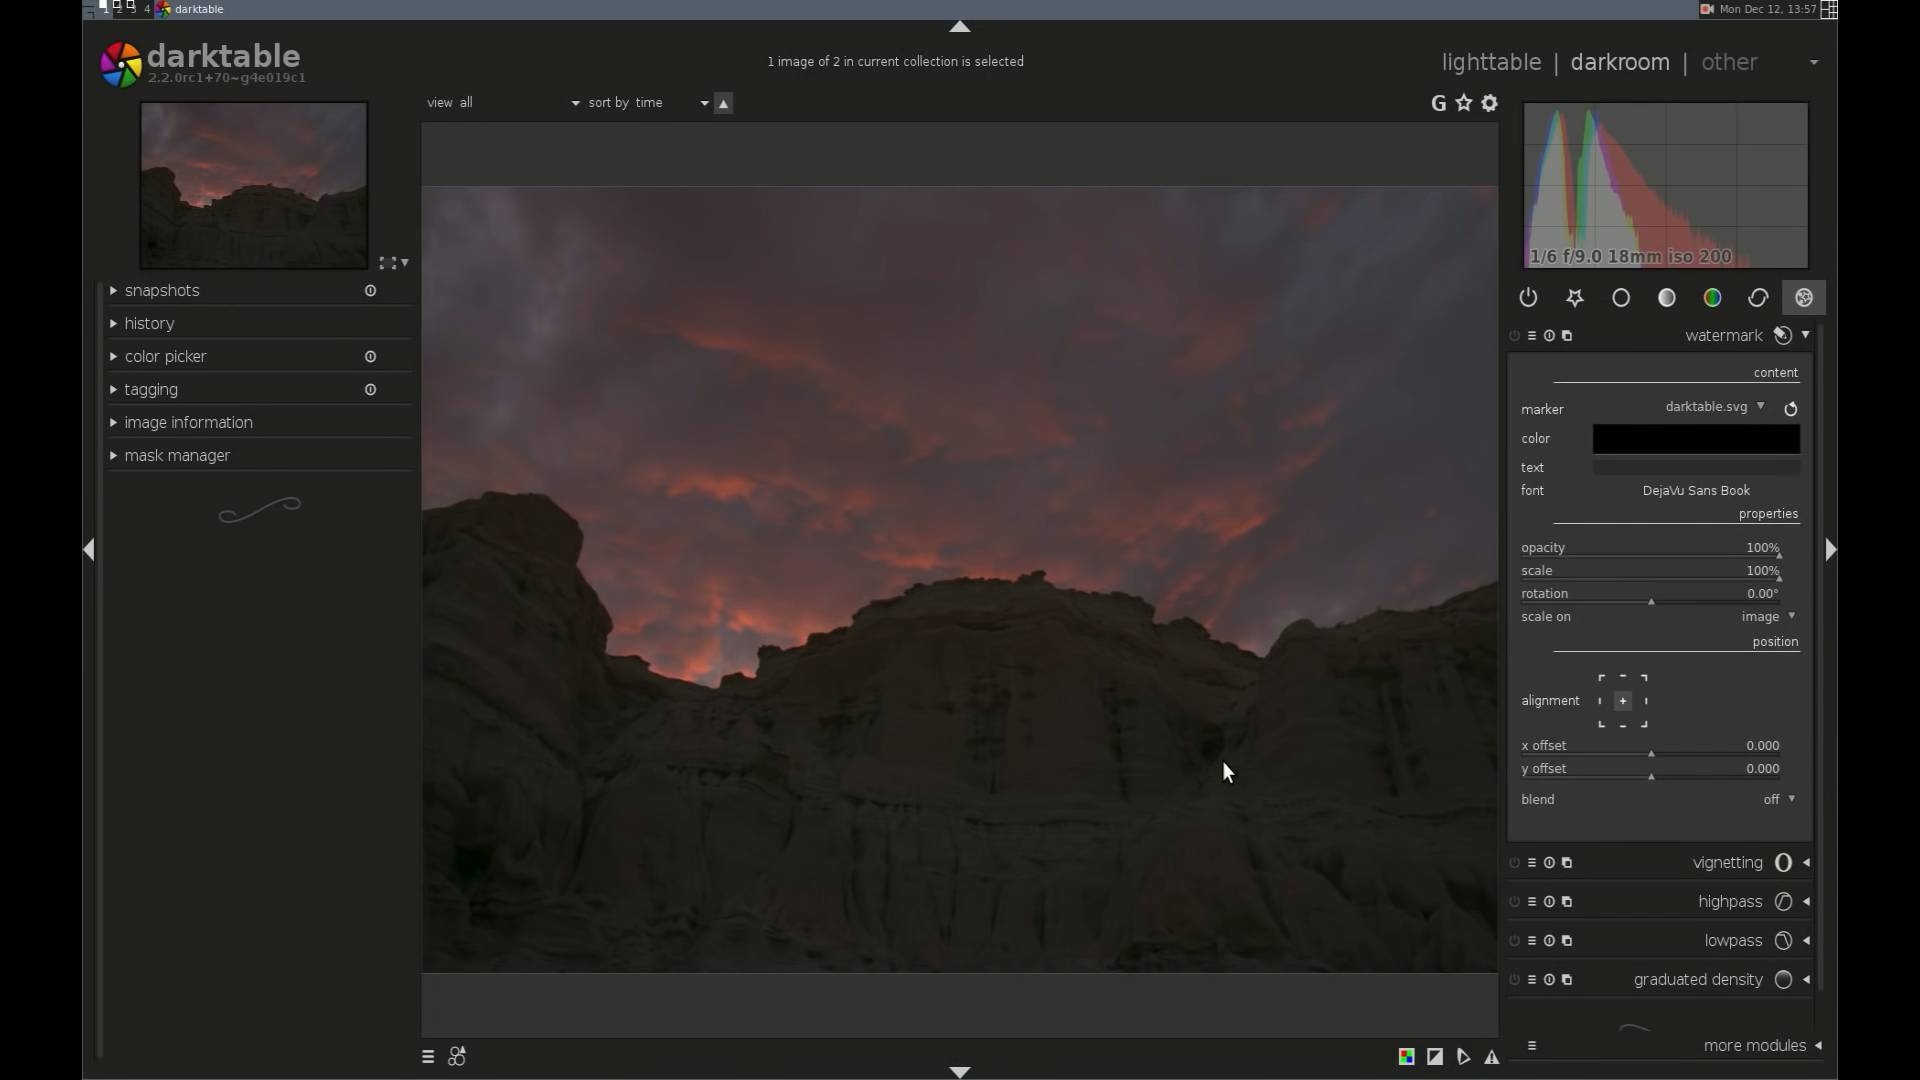 1 2 3 4 darktable
Mon Dec 12, 13:57
darktable
2.2.0rc1+70~g4e019c1
1 image of 2 in current collection is selected
lighttable | darkroom | other
view all
sort by time
G
1/6 f/9.0 18mm iso 200
snapshots
history
color picker
tagging
image information
mask manager
watermark
content
marker darktable.svg
color
text
font DejaVu Sans Book
properties
opacity 100%
scale 100%
rotation 0.00°
scale on image
position
alignment
x offset 0.000
y offset 0.000
blend off
vignetting
highpass
lowpass
graduated density
more modules